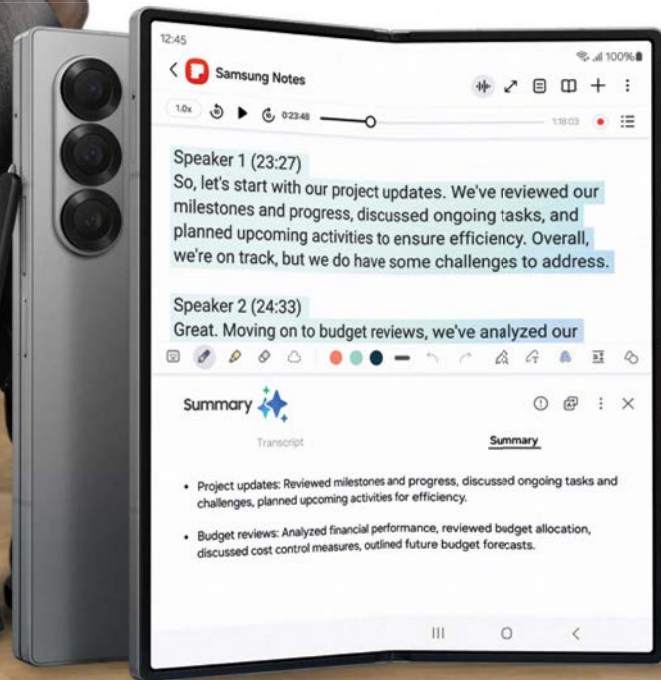 12:45
100%
Samsung Notes
1.0x
0:23:48
1:18:03
Speaker 1 (23:27)
So, let's start with our project updates. We've reviewed our
milestones and progress, discussed ongoing tasks, and
planned upcoming activities to ensure efficiency. Overall,
we're on track, but we do have some challenges to address.
Speaker 2 (24:33)
Great. Moving on to budget reviews, we've analyzed our
Summary
Transcript
Summary
• Project updates: Reviewed milestones and progress, discussed ongoing tasks and
challenges, planned upcoming activities for efficiency.
• Budget reviews: Analyzed financial performance, reviewed budget allocation,
discussed cost control measures, outlined future budget forecasts.